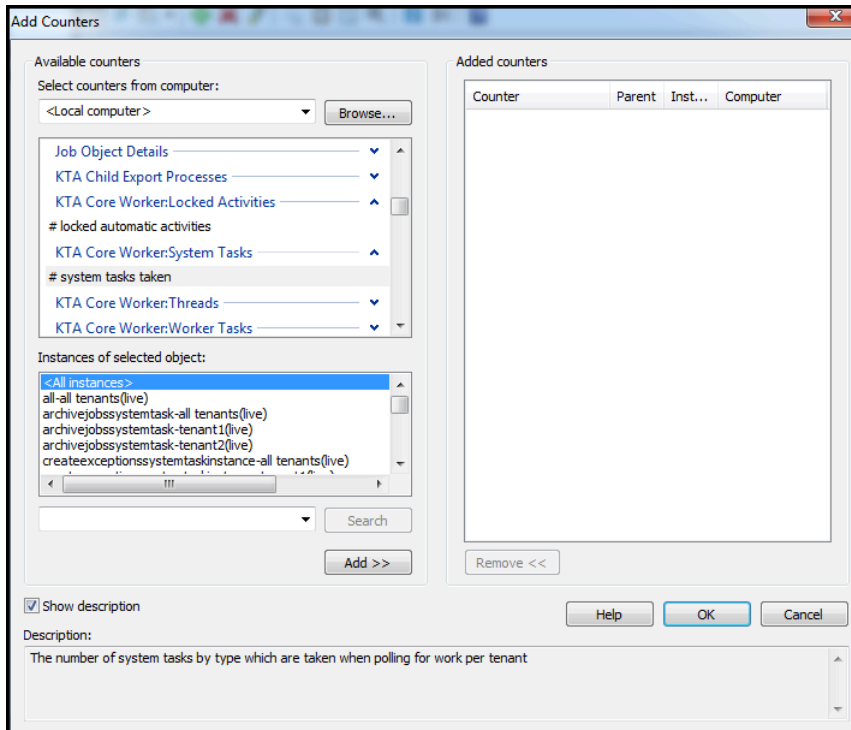 Add Counters
Available counters
Select counters from computer:
<Local computer>
Browse...
Job Object Details
KTA Child Export Processes
KTA Core Worker:Locked Activities
# locked automatic activities
KTA Core Worker:System Tasks
# system tasks taken
KTA Core Worker:Threads
KTA Core Worker:Worker Tasks
Instances of selected object:
<All instances>
all-all tenants(live)
archivejobssystemtask-all tenants(live)
archivejobssystemtask-tenant1(live)
archivejobssystemtask-tenant2(live)
createexceptionssystemtaskinstance-all tenants(live)
Search
Add >>
Added counters
Counter Parent Inst... Computer
Remove <<
Show description
Help OK Cancel
Description:
The number of system tasks by type which are taken when polling for work per tenant